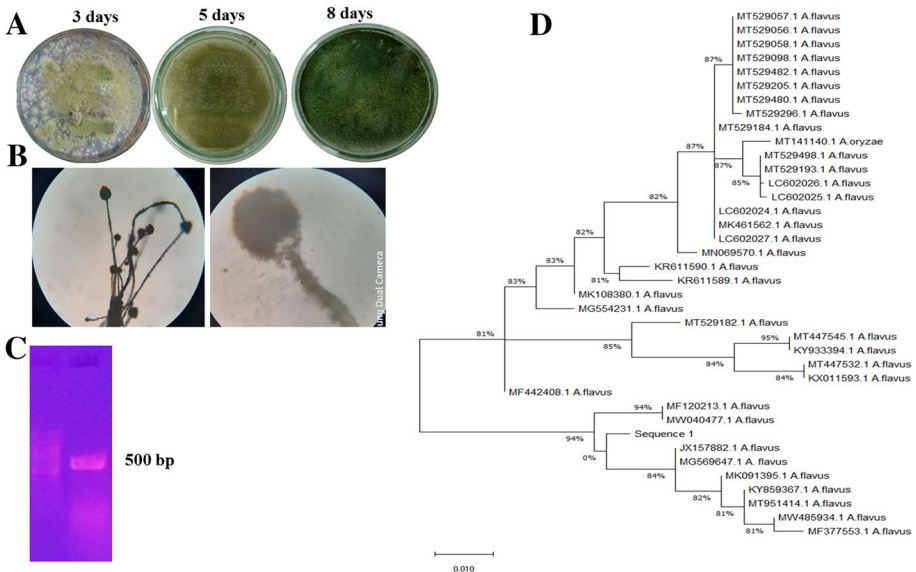 A
3 days
5 days
8 days
B
ung Dual Camera
C
500 bp
D
MT529057.1 A.flavus
MT529056.1 A.flavus
MT529058.1 A.flavus
MT529098.1 A.flavus
87%
MT529482.1 A.flavus
MT529205.1 A.flavus
MT529480.1 A.flavus
MT529296.1 A.flavus
MT529184.1 A.flavus
MT141140.1 A.oryzae
87%
MT529498.1 A.flavus
87%
MT529193.1 A.flavus
85%
LC602026.1 A.flavus
LC602025.1 A.flavus
82%
LC602024.1 A.flavus
MK461562.1 A.flavus
82%
LC602027.1 A.flavus
MN069570.1 A.flavus
83%
KR611590.1 A.flavus
81%
KR611589.1 A.flavus
83%
MK108380.1 A.flavus
MG554231.1 A.flavus
MT529182.1 A.flavus
81%
95%
MT447545.1 A.flavus
85%
KY933394.1 A.flavus
84%
MT447532.1 A.flavus
84%
KX011593.1 A.flavus
MF442408.1 A.flavus
94%
MF120213.1 A.flavus
MW040477.1 A.flavus
94%
Sequence 1
0%
JX157882.1 A.flavus
MG569647.1 A. flavus
84%
MK091395.1 A.flavus
82%
KY859367.1 A.flavus
81%
MT951414.1 A.flavus
MW485934.1 A.flavus
81%
MF377553.1 A.flavus
0.010